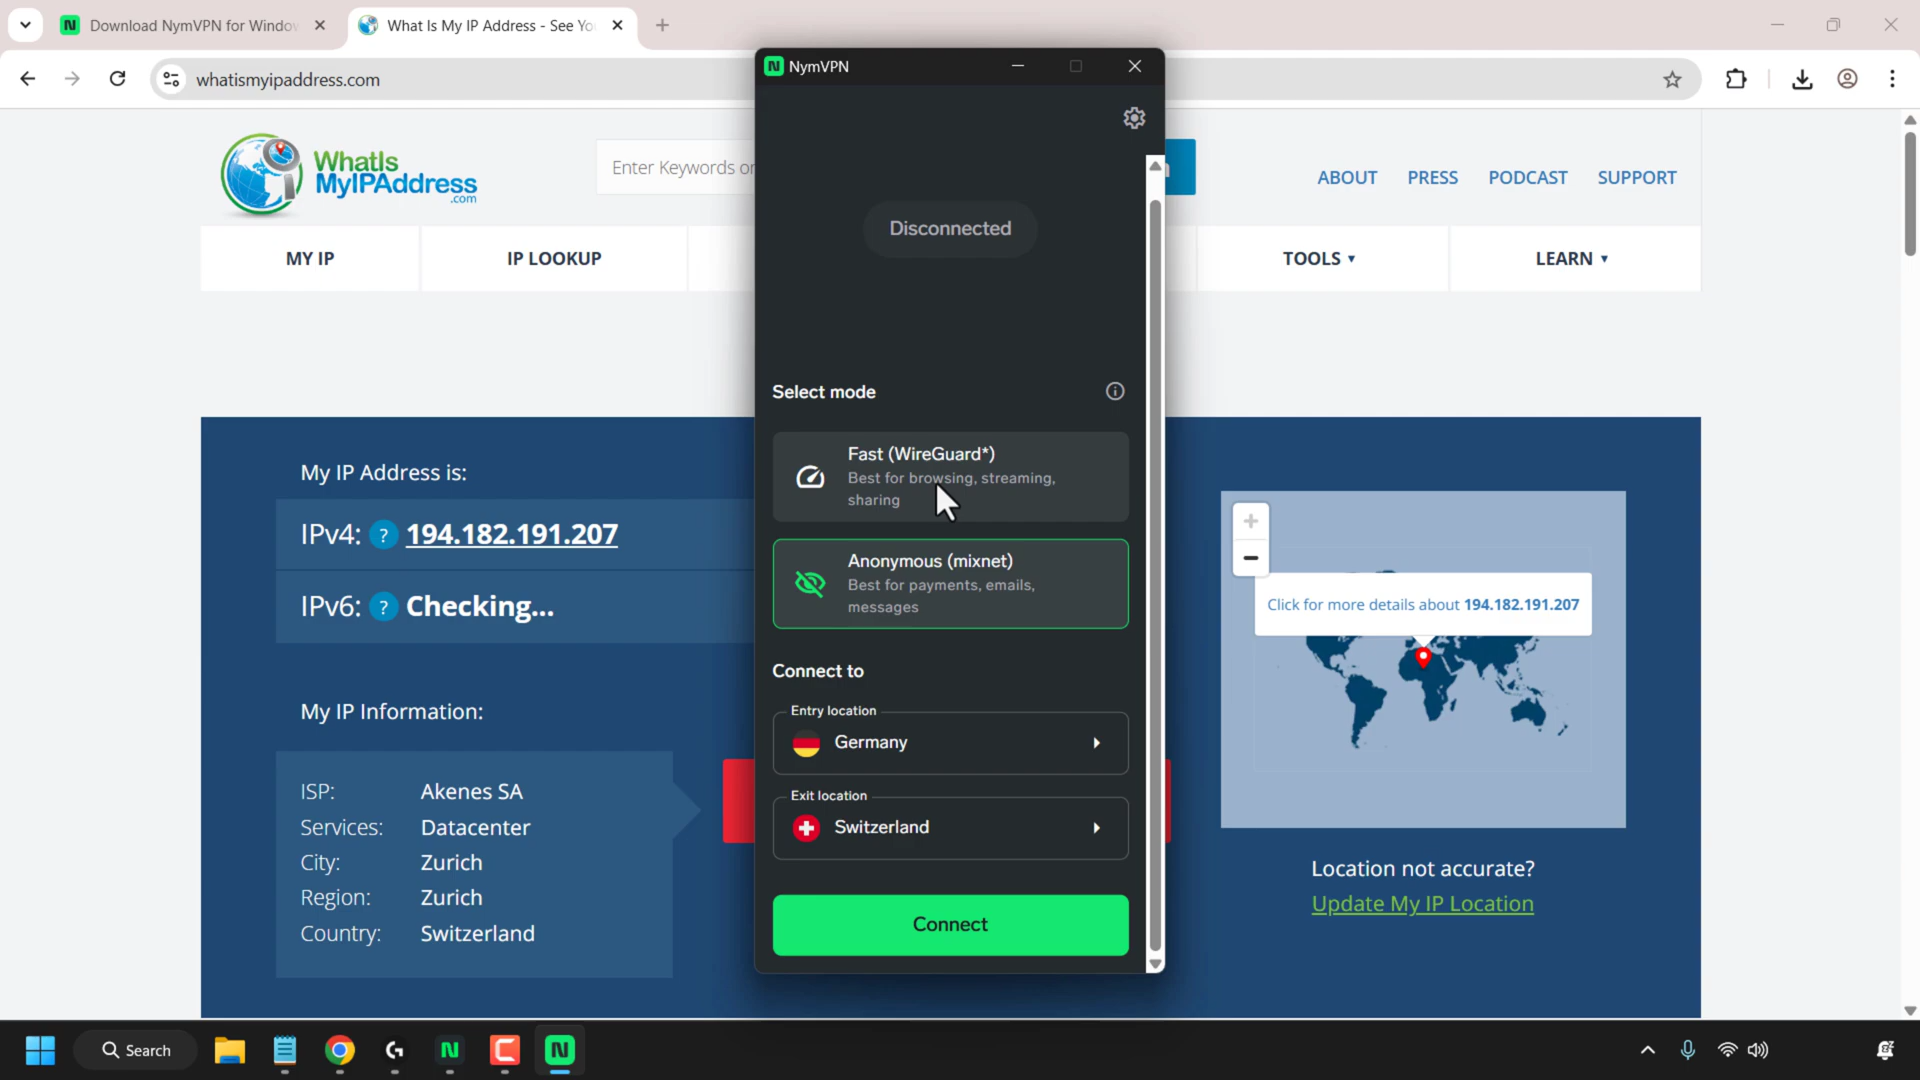 Download NymVPN for Windov
What Is My IP Address - See Yo
whatismyipaddress.com
NymVPN
WhatIs
MyIPAddress
.com
Enter Keywords or
ABOUT
PRESS
PODCAST
SUPPORT
Disconnected
MY IP
IP LOOKUP
TOOLS ▼
LEARN ▼
Select mode
Fast (WireGuard*)
Best for browsing, streaming,
sharing
Anonymous (mixnet)
Best for payments, emails,
messages
Connect to
Entry location
Germany
Exit location
Switzerland
Connect
My IP Address is:
IPv4: ? 194.182.191.207
IPv6: ? Checking...
My IP Information:
ISP: Akenes SA
Services: Datacenter
City: Zurich
Region: Zurich
Country: Switzerland
+
−
Click for more details about 194.182.191.207
Location not accurate?
Update My IP Location
Search